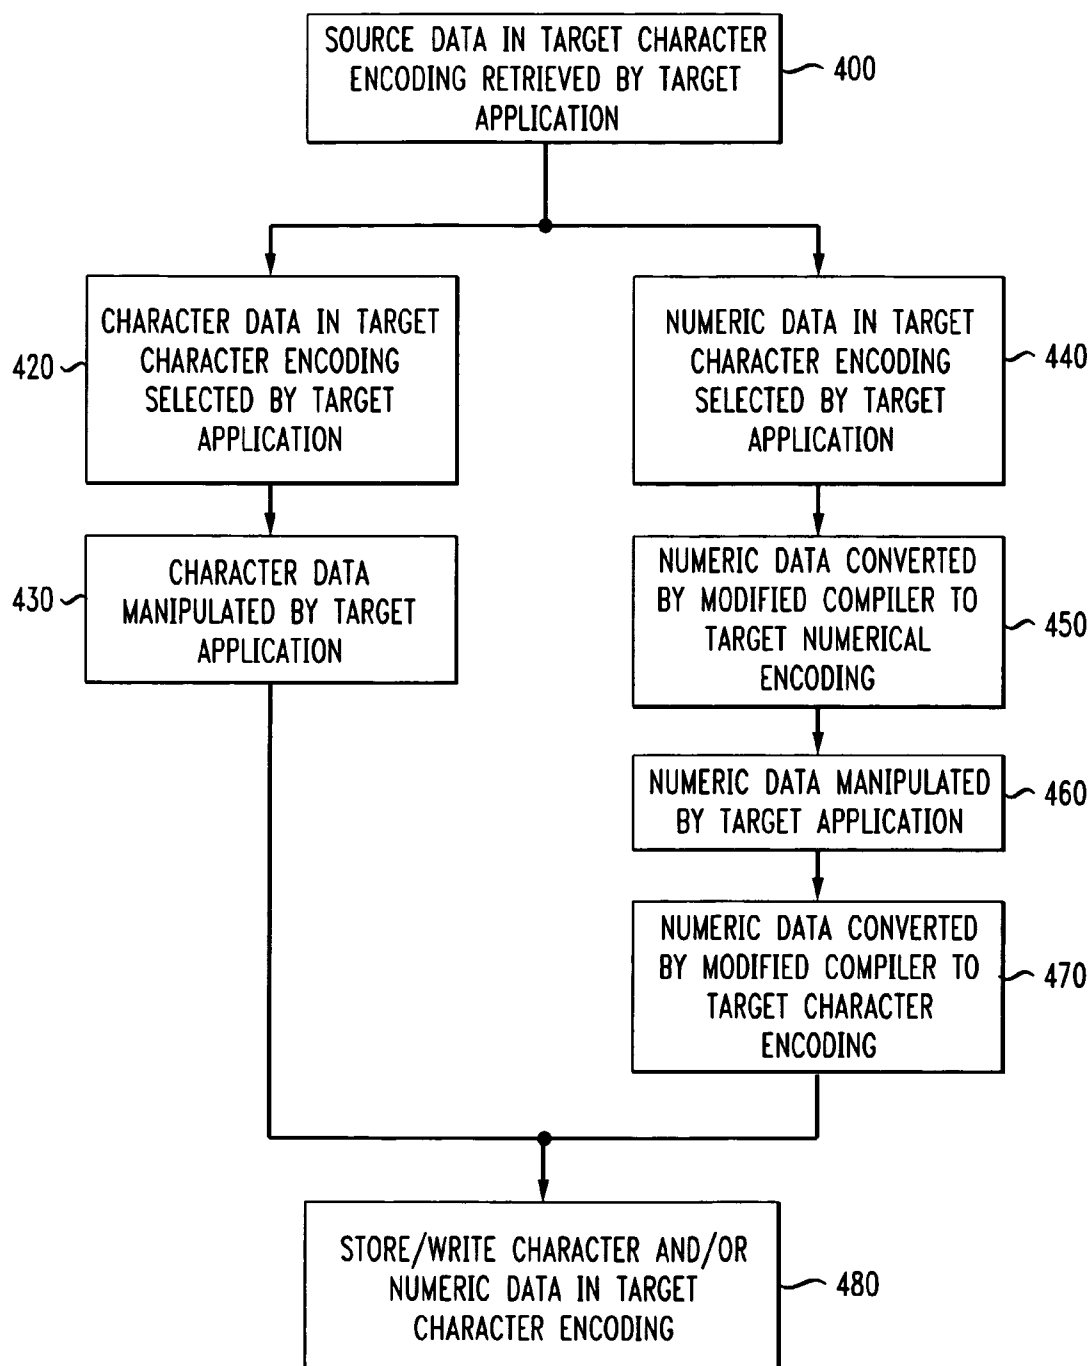 SOURCE DATA IN TARGET CHARACTER
ENCODING RETRIEVED BY TARGET
APPLICATION
400
CHARACTER DATA IN TARGET
CHARACTER ENCODING
SELECTED BY TARGET
APPLICATION
420
CHARACTER DATA
MANIPULATED BY TARGET
APPLICATION
430
NUMERIC DATA IN TARGET
CHARACTER ENCODING
SELECTED BY TARGET
APPLICATION
440
NUMERIC DATA CONVERTED
BY MODIFIED COMPILER TO
TARGET NUMERICAL
ENCODING
450
NUMERIC DATA MANIPULATED
BY TARGET APPLICATION
460
NUMERIC DATA CONVERTED
BY MODIFIED COMPILER TO
TARGET CHARACTER
ENCODING
470
STORE/WRITE CHARACTER AND/OR
NUMERIC DATA IN TARGET
CHARACTER ENCODING
480